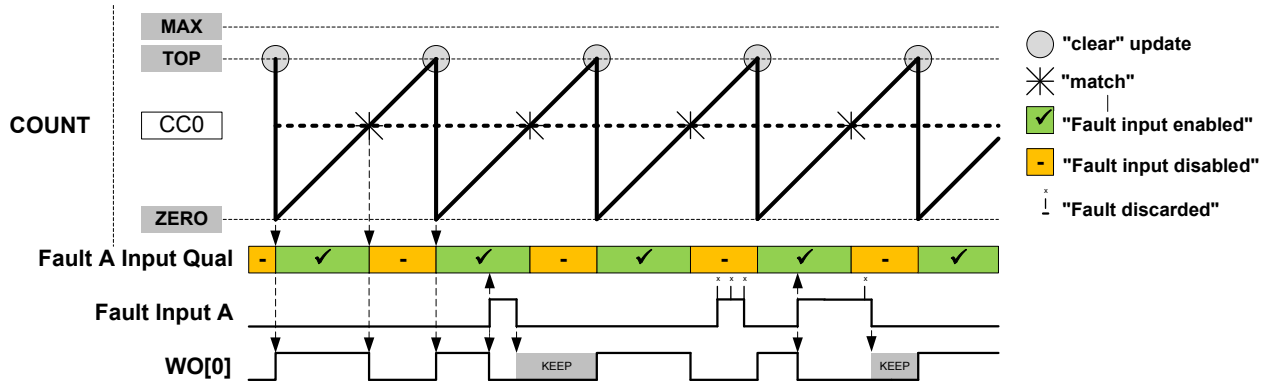 MAX
TOP
"clear" update
"match"
COUNT
CC0
"Fault input enabled"
"Fault input disabled"
ZERO
x
"Fault discarded"
Fault A Input Qual
- ✓ - ✓ - ✓ - ✓ - ✓
x x x x
Fault Input A
WO[0]
KEEP KEEP